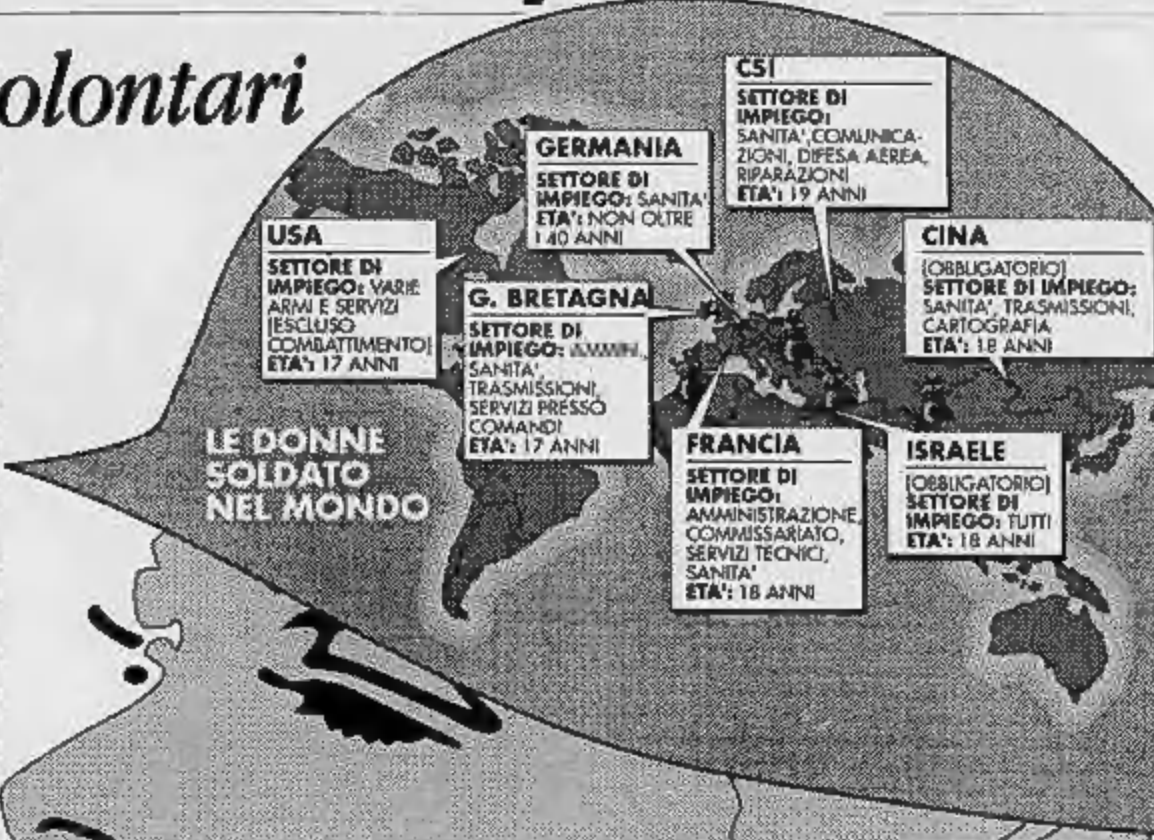 olontari
LE DONNE
SOLDATO
NEL MONDO
USA
SETTORE DI
IMPIEGO: VARIE
ARMI E SERVIZI
(ESCLUSO
COMBATTIMENTO)
ETA': 17 ANNI
G. BRETAGNA
SETTORE DI
IMPIEGO:
SANITA',
TRASMISSIONI,
SERVIZI PRESSO
COMANDI
ETA': 17 ANNI
GERMANIA
SETTORE DI
IMPIEGO: SANITA'
ETA': NON OLTRE
I 40 ANNI
CSI
SETTORE DI
IMPIEGO:
SANITA', COMUNICA-
ZIONI, DIFESA AEREA,
RIPARAZIONI
ETA': 19 ANNI
CINA
(OBBLIGATORIO)
SETTORE DI IMPIEGO:
SANITA', TRASMISSIONI,
CARTOGRAFIA
ETA': 18 ANNI
FRANCIA
SETTORE DI
IMPIEGO:
AMMINISTRAZIONE,
COMMISSARIATO,
SERVIZI TECNICI,
SANITA'
ETA': 18 ANNI
ISRAELE
(OBBLIGATORIO)
SETTORE DI
IMPIEGO: TUTTI
ETA': 18 ANNI